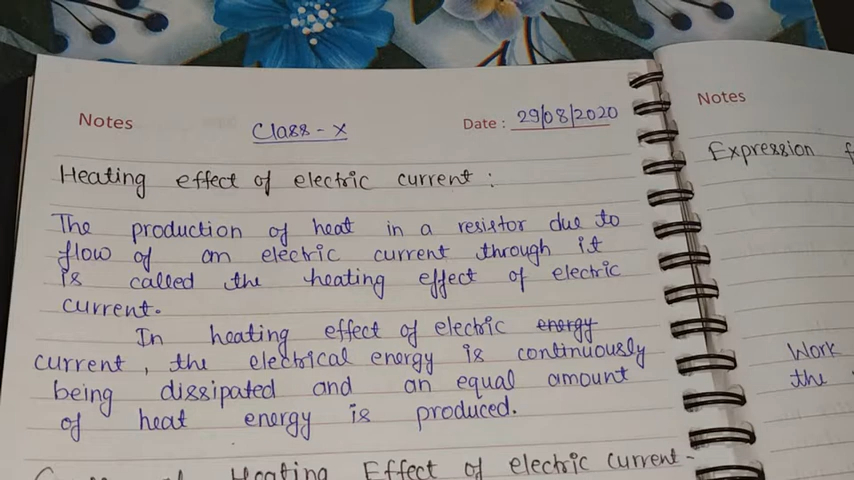 Notes
Class - X
Date : 29/08/2020
Heating effect of electric current :
The production of heat in a resistor due to
flow of an electric current through it
is called the heating effect of electric
current.
In heating effect of electric energy
current, the electrical energy is continuously
being dissipated and an equal amount
of heat energy is produced.
Heating Effect of electric current-
Notes
Expression
Work
the